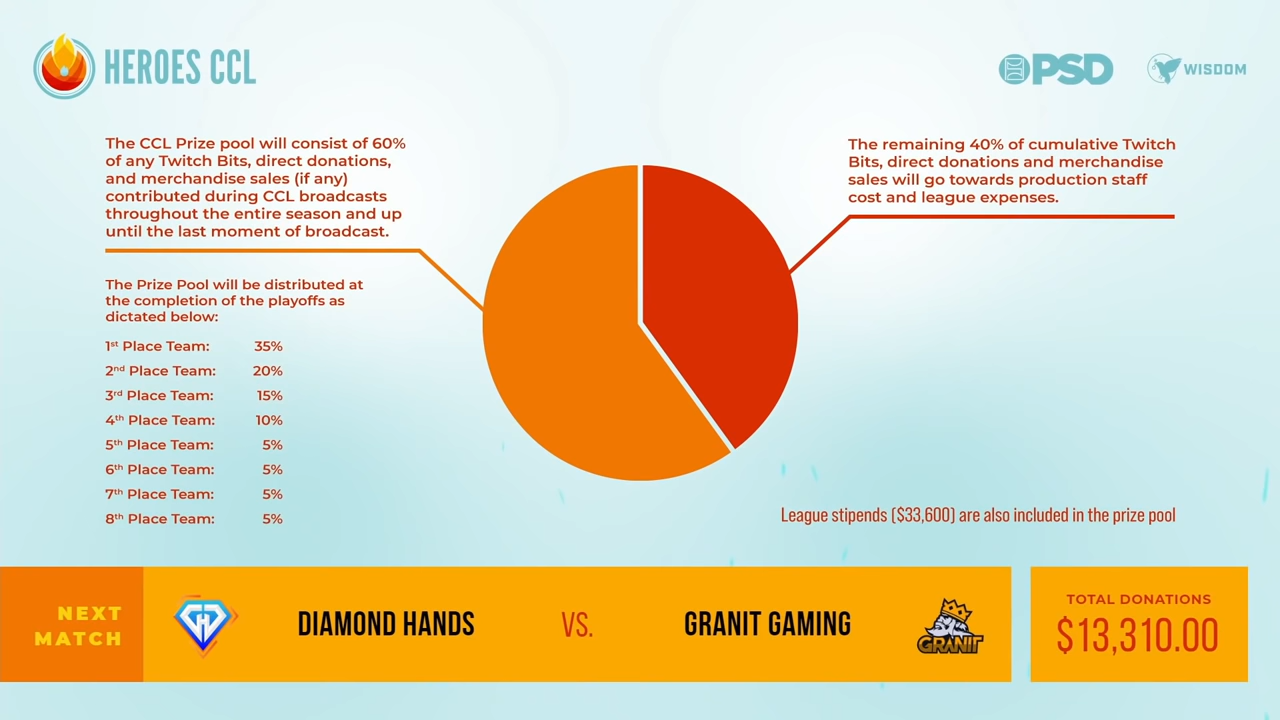 HEROES CCL
PSD
WISDOM
The CCL Prize pool will consist of 60%
of any Twitch Bits, direct donations,
and merchandise sales (if any)
contributed during CCL broadcasts
throughout the entire season and up
until the last moment of broadcast.
The remaining 40% of cumulative Twitch
Bits, direct donations and merchandise
sales will go towards production staff
cost and league expenses.
The Prize Pool will be distributed at
the completion of the playoffs as
dictated below:
1st Place Team: 35%
2nd Place Team: 20%
3rd Place Team: 15%
4th Place Team: 10%
5th Place Team: 5%
6th Place Team: 5%
7th Place Team: 5%
8th Place Team: 5%
League stipends ($33,600) are also included in the prize pool
NEXT
MATCH
DIAMOND HANDS
VS.
GRANIT GAMING
GRANIT
TOTAL DONATIONS
$13,310.00